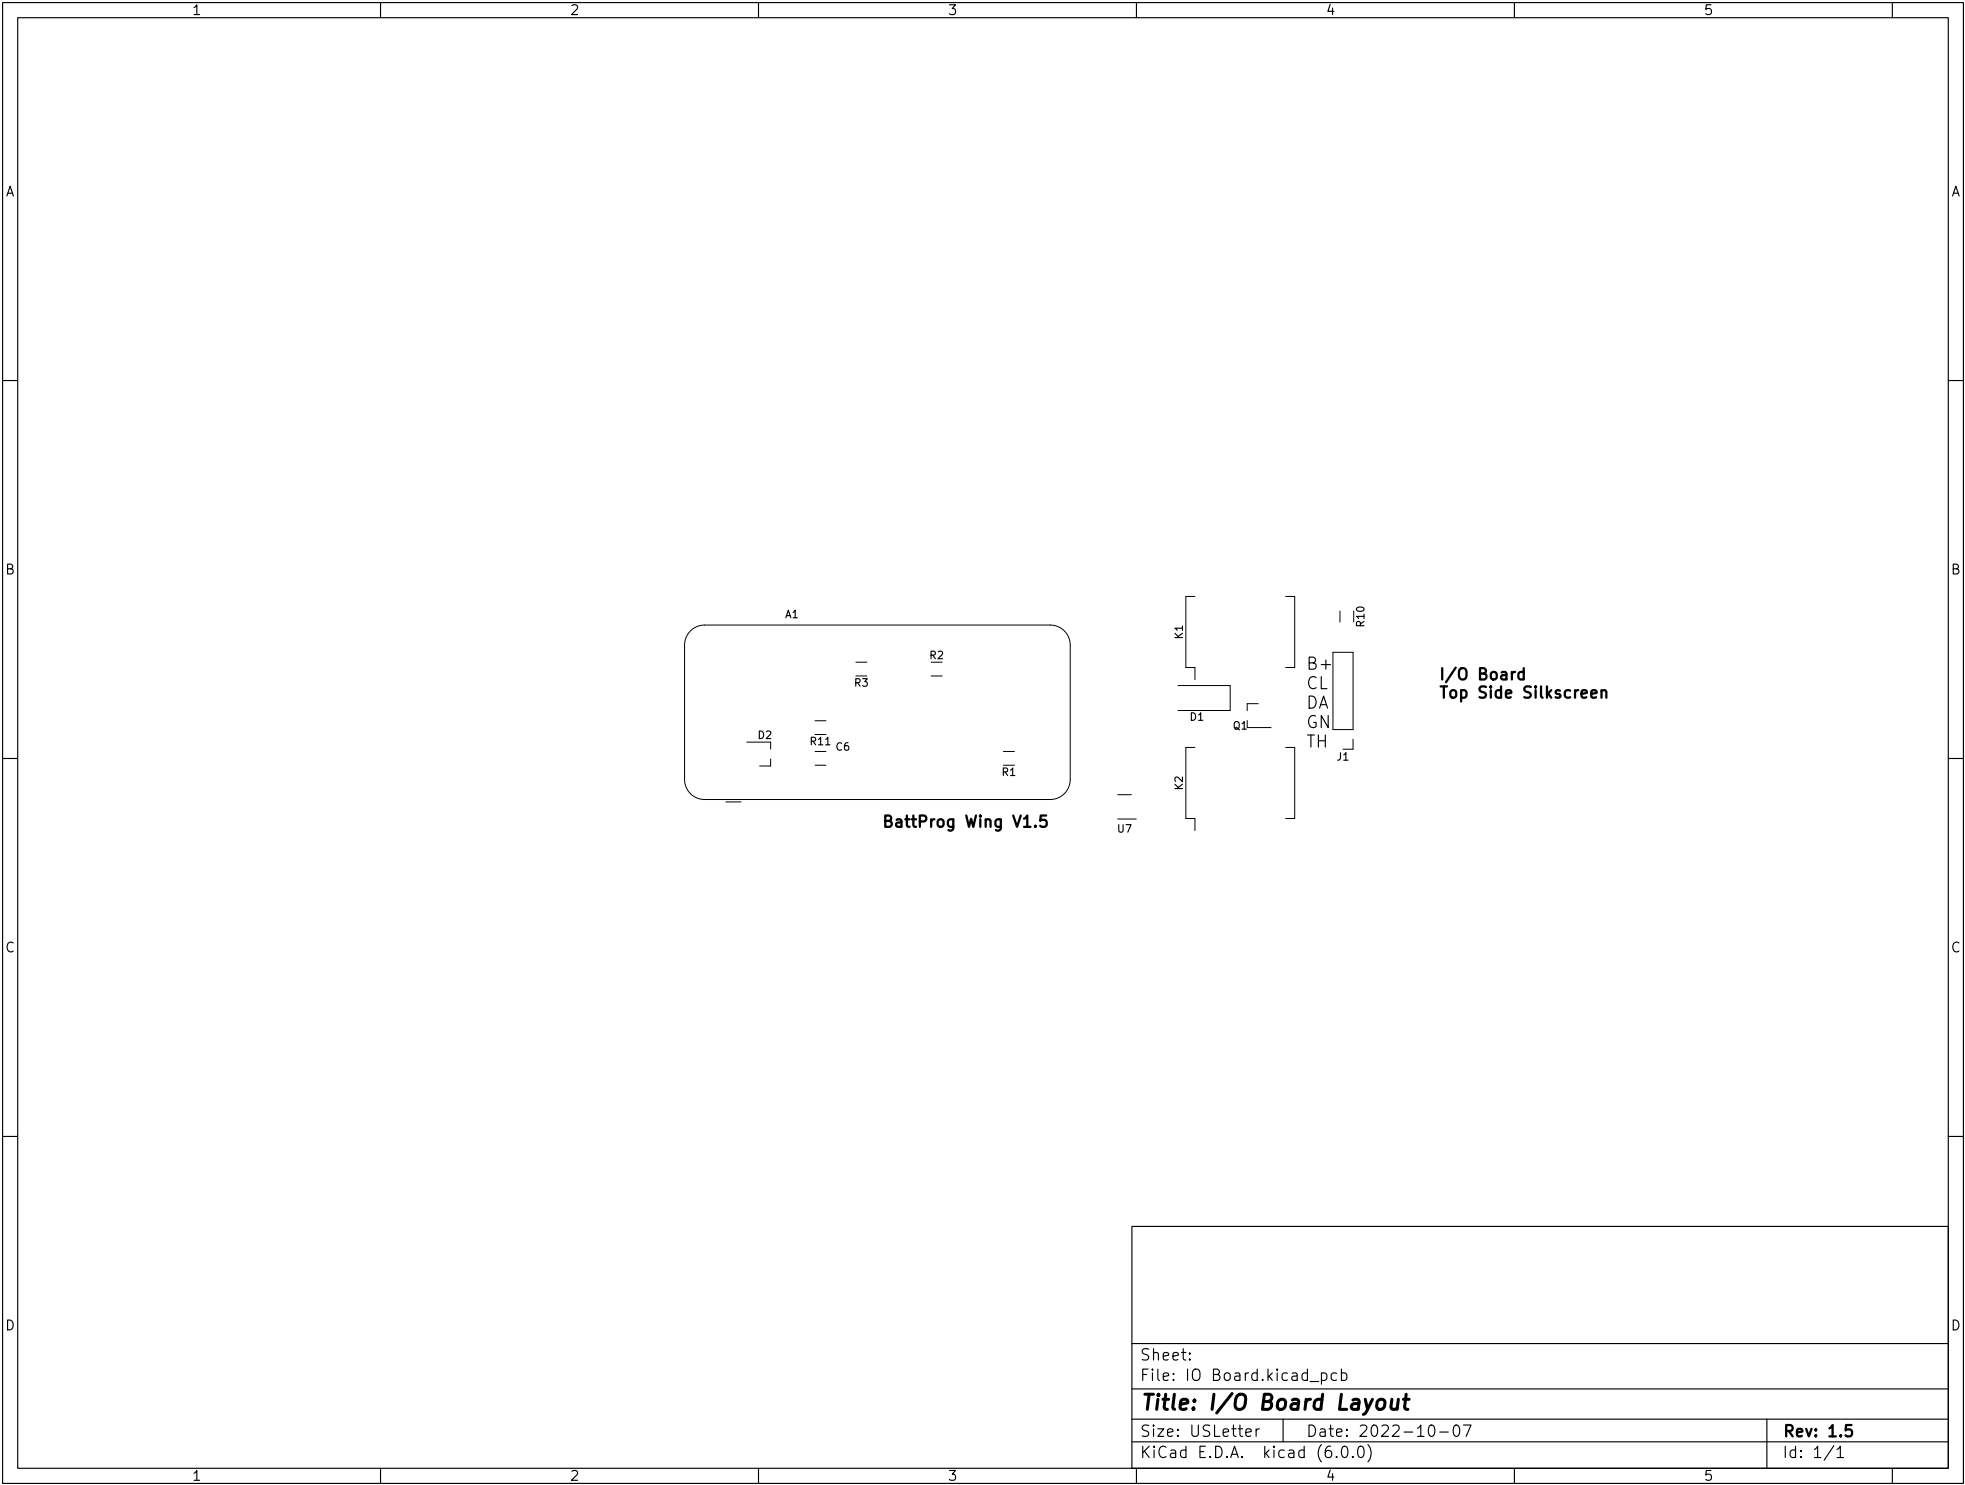 1 2 3 4 5
A A
B B
A1
K1
R10
R2
R3
B+
CL
DA
GN
TH
I/O Board
Top Side Silkscreen
D1
Q1
D2
R11
C6
J1
R1
K2
BattProg Wing V1.5
U7
C C
D D
Sheet:
File: IO Board.kicad_pcb
Title: I/O Board Layout
Size: USLetter Date: 2022-10-07 Rev: 1.5
KiCad E.D.A. kicad (6.0.0) Id: 1/1
1 2 3 4 5